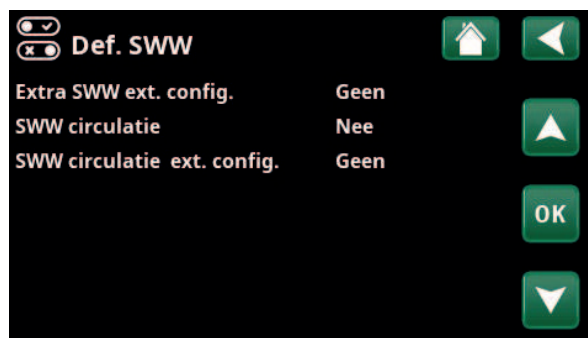 Def. SWW
Extra SWW ext. config. Geen
SWW circulatie Nee
SWW circulatie ext. config. Geen
OK